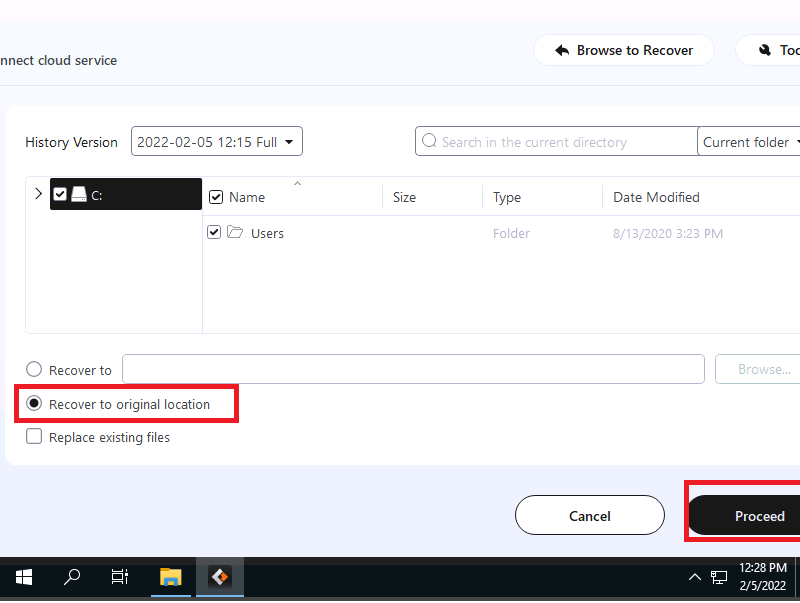 Browse to Recover
nnect cloud service
History Version 2022-02-05 12:15 Full Search in the current directory Current folder
C: Name Size Type Date Modified
Users Folder 8/13/2020 3:23 PM
Recover to Browse...
Recover to original location
Replace existing files
Cancel Proceed
12:28 PM
2/5/2022